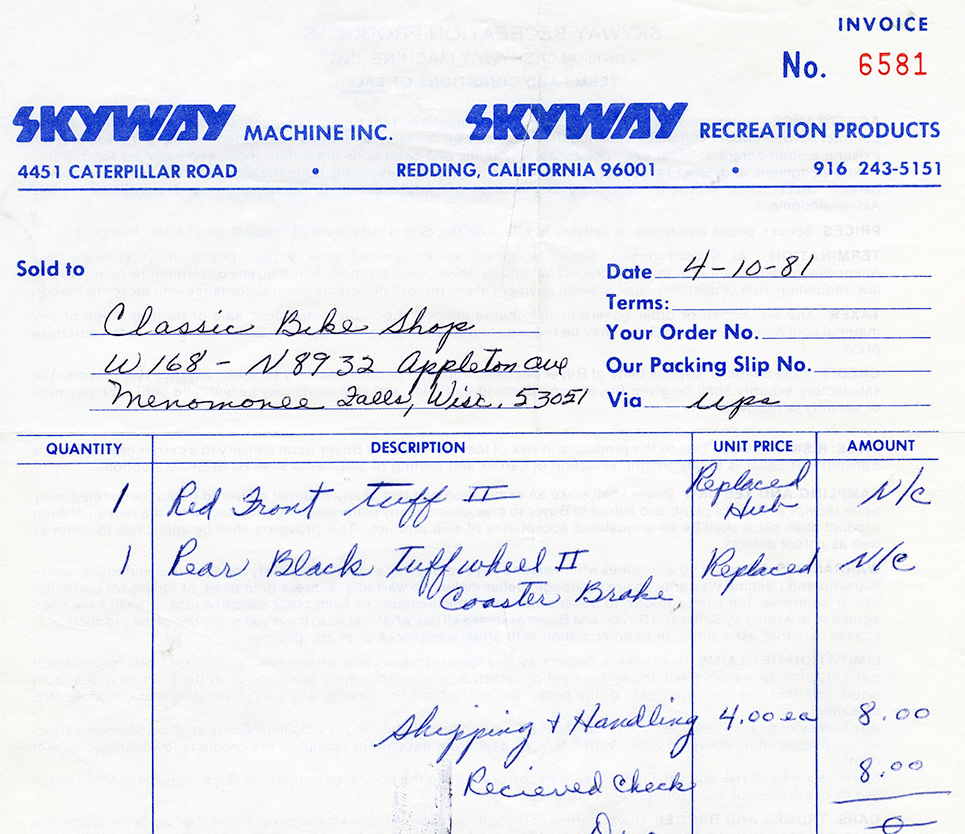 INVOICE
No. 6581
SKYWAY MACHINE INC. SKYWAY RECREATION PRODUCTS
4451 CATERPILLAR ROAD • REDDING, CALIFORNIA 96001 • 916 243-5151
Sold to
Classic Bike Shop
W168 - N8932 Appleton Ave
Menomonee Falls, Wisc. 53051
Date 4-10-81
Terms:
Your Order No.
Our Packing Slip No.
Via ups
QUANTITY DESCRIPTION UNIT PRICE AMOUNT
1 Red Front Tuff II Replaced Hub N/C
1 Rear Black Tuffwheel II Replaced N/C
Coaster Brake
Shipping + Handling 4.00 ea 8.00
Recieved Check 8.00
0